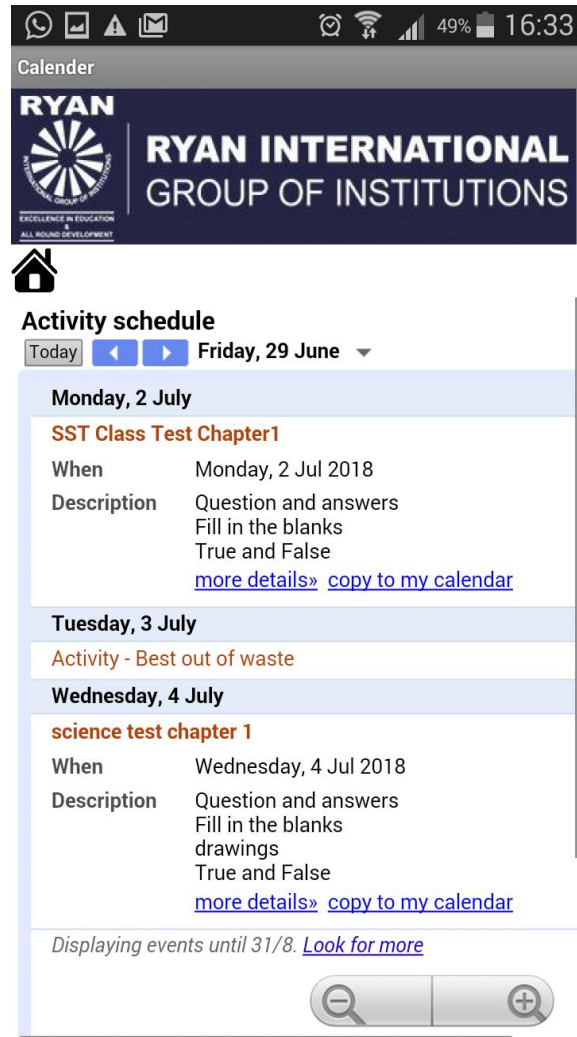 49% 16:33
Calender
RYAN
INTERNATIONAL GROUP OF INSTITUTIONS
EXCELLENCE IN EDUCATION
&
ALL ROUND DEVELOPMENT
RYAN INTERNATIONAL
GROUP OF INSTITUTIONS
Activity schedule
Today Friday, 29 June
Monday, 2 July
SST Class Test Chapter1
When Monday, 2 Jul 2018
Description Question and answers
Fill in the blanks
True and False
more details» copy to my calendar
Tuesday, 3 July
Activity - Best out of waste
Wednesday, 4 July
science test chapter 1
When Wednesday, 4 Jul 2018
Description Question and answers
Fill in the blanks
drawings
True and False
more details» copy to my calendar
Displaying events until 31/8. Look for more